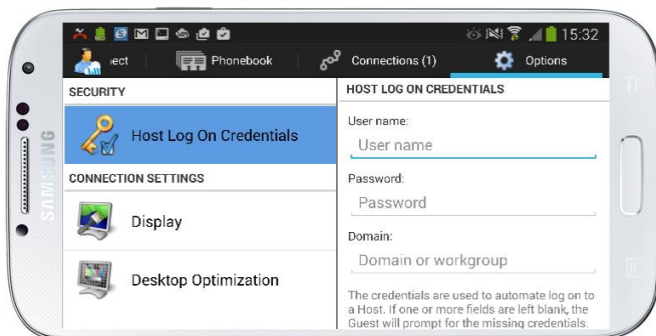 15:32
ect
Phonebook
Connections (1)
Options
SECURITY
Host Log On Credentials
CONNECTION SETTINGS
Display
Desktop Optimization
HOST LOG ON CREDENTIALS
User name:
User name
Password:
Password
Domain:
Domain or workgroup
The credentials are used to automate log on to
a Host. If one or more fields are left blank, the
Guest will prompt for the missing credentials.
SAMSUNG